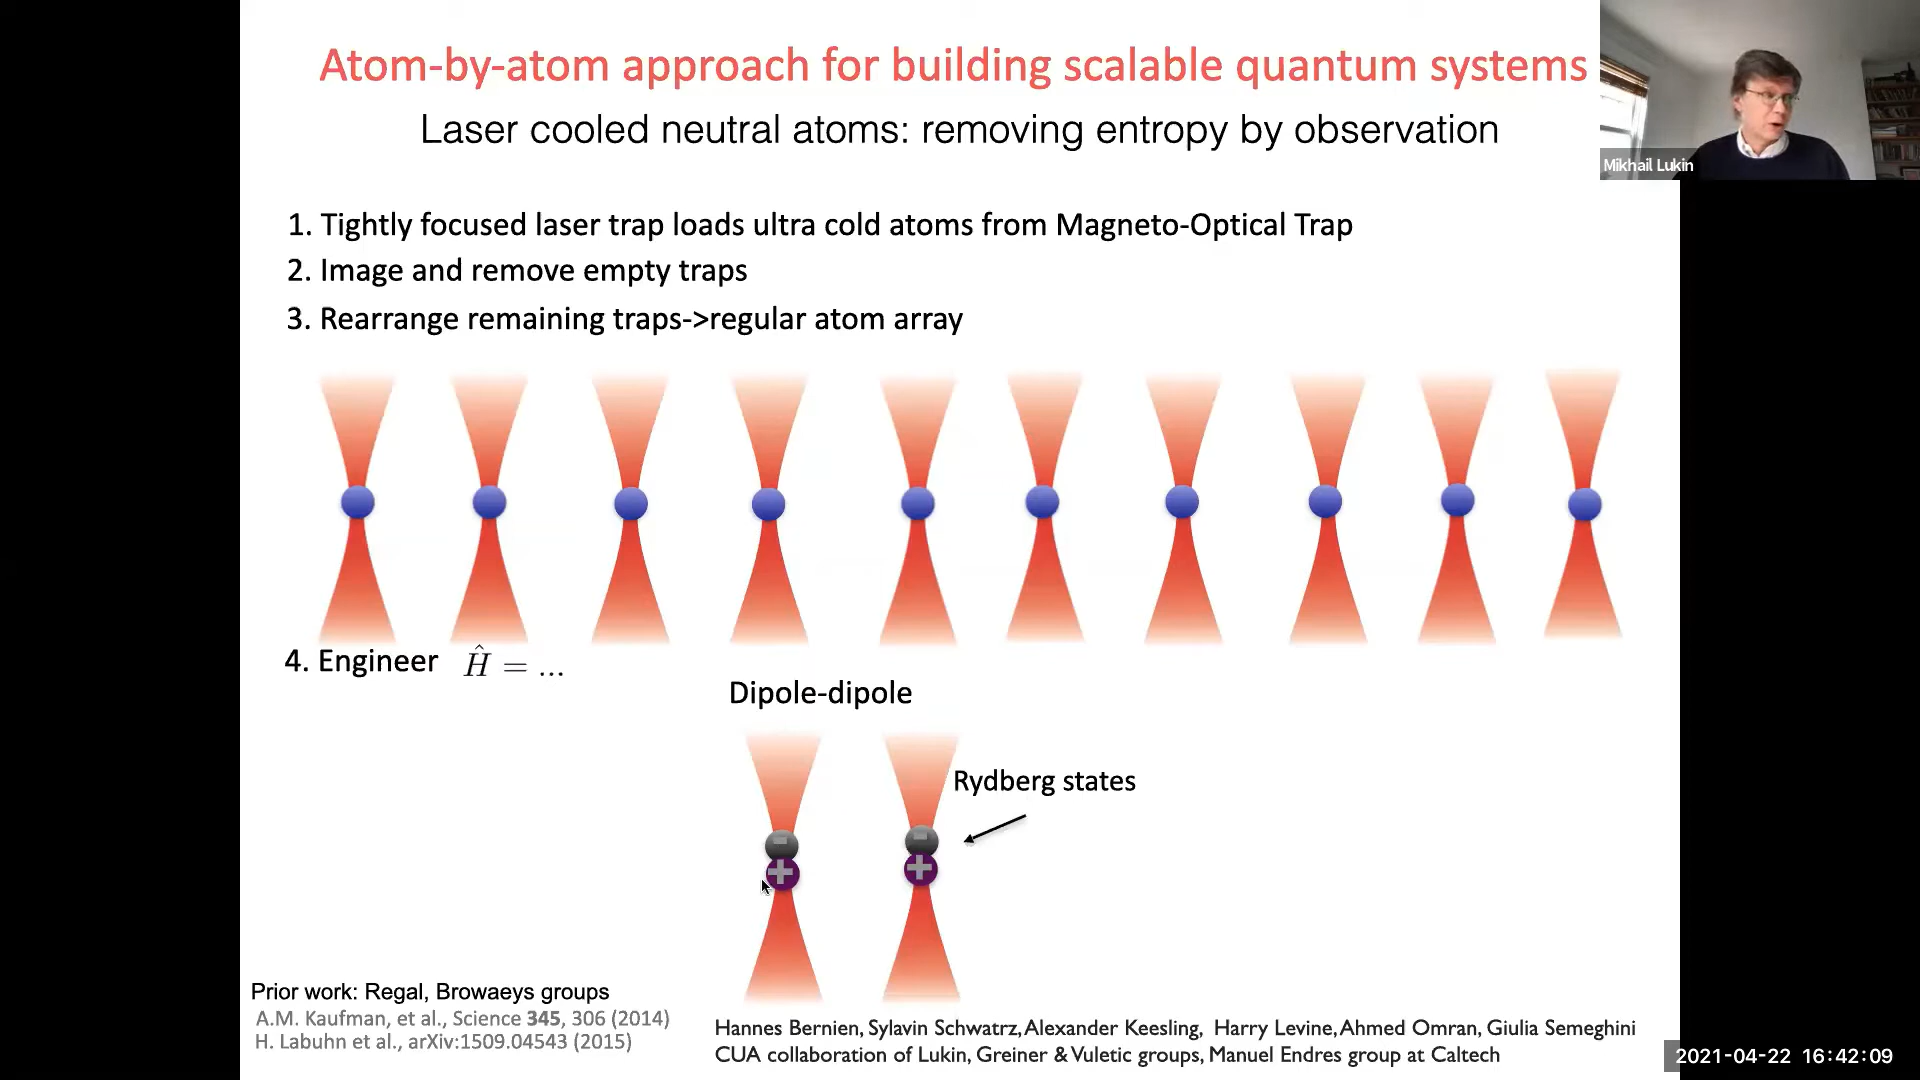 Atom-by-atom approach for building scalable quantum systems
Laser cooled neutral atoms: removing entropy by observation
Mikhail Lukin
1. Tightly focused laser trap loads ultra cold atoms from Magneto-Optical Trap
2. Image and remove empty traps
3. Rearrange remaining traps->regular atom array
4. Engineer Ĥ = ...
Dipole-dipole
Rydberg states
- -
+ +
Prior work: Regal, Browaeys groups
A.M. Kaufman, et al., Science 345, 306 (2014)
H. Labuhn et al., arXiv:1509.04543 (2015)
Hannes Bernien, Sylavin Schwatrz, Alexander Keesling, Harry Levine, Ahmed Omran, Giulia Semeghini
CUA collaboration of Lukin, Greiner & Vuletic groups, Manuel Endres group at Caltech
2021-04-22 16:42:09